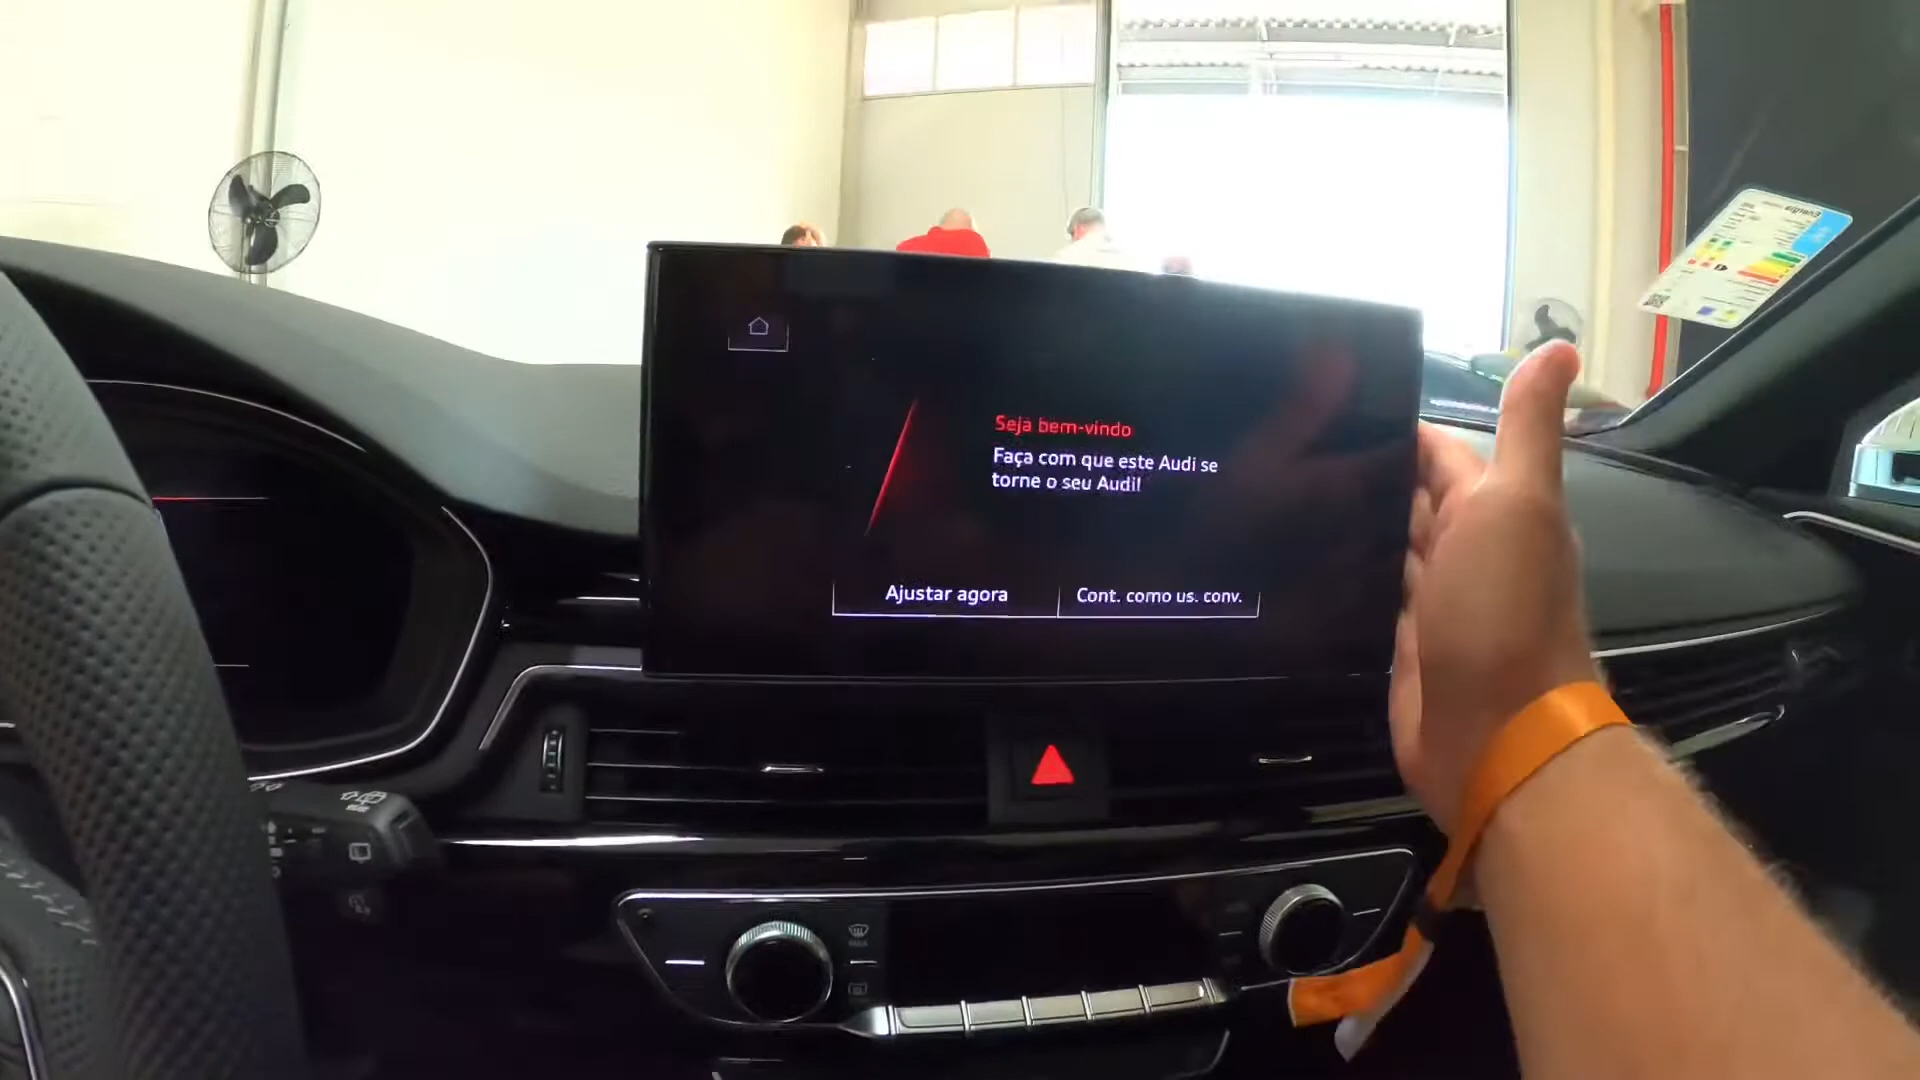 Seja bem-vindo
Faça com que este Audi se
torne o seu Audi!
Ajustar agora
Cont. como us. conv.